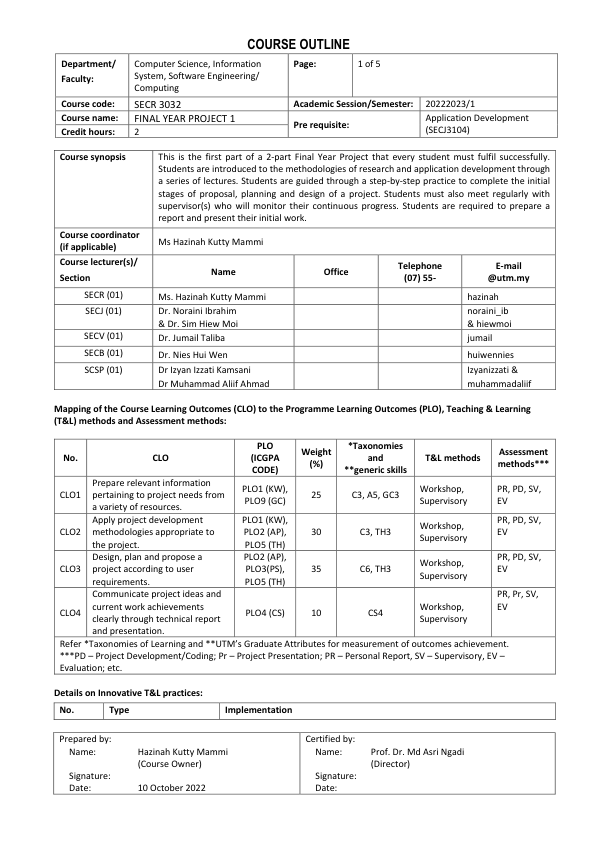 COURSE OUTLINE
Department/
Faculty:
Computer Science, Information
System, Software Engineering/
Computing
Page:
1 of 5
Course code:
SECR 3032
Academic Session/Semester:
20222023/1
Course name:
FINAL YEAR PROJECT 1
Pre requisite:
Application Development
(SECJ3104)
Credit hours:
2
Course synopsis
This is the first part of a 2-part Final Year Project that every student must fulfil successfully.
Students are introduced to the methodologies of research and application development through
a series of lectures. Students are guided through a step-by-step practice to complete the initial
stages of proposal, planning and design of a project. Students must also meet regularly with
supervisor(s) who will monitor their continuous progress. Students are required to prepare a
report and present their initial work.
Course coordinator
(if applicable)
Ms Hazinah Kutty Mammi
Course lecturer(s)/
Section
Name
Office
Telephone
(07) 55-
E-mail
@utm.my
SECR (01)
Ms. Hazinah Kutty Mammi
hazinah
SECJ (01)
Dr. Noraini Ibrahim
& Dr. Sim Hiew Moi
noraini_ib
& hiewmoi
SECV (01)
Dr. Jumail Taliba
jumail
SECB (01)
Dr. Nies Hui Wen
huiwennies
SCSP (01)
Dr Izyan Izzati Kamsani
Dr Muhammad Aliif Ahmad
Izyanizzati &
muhammadaliif
Mapping of the Course Learning Outcomes (CLO) to the Programme Learning Outcomes (PLO), Teaching & Learning
(T&L) methods and Assessment methods:
No.
CLO
PLO
(ICGPA
CODE)
Weight
(%)
*Taxonomies
and
**generic skills
T&L methods
Assessment
methods***
CLO1
Prepare relevant information
pertaining to project needs from
a variety of resources.
PLO1 (KW),
PLO9 (GC)
25
C3, A5, GC3
Workshop,
Supervisory
PR, PD, SV,
EV
CLO2
Apply project development
methodologies appropriate to
the project.
PLO1 (KW),
PLO2 (AP),
PLO5 (TH)
30
C3, TH3
Workshop,
Supervisory
PR, PD, SV,
EV
CLO3
Design, plan and propose a
project according to user
requirements.
PLO2 (AP),
PLO3(PS),
PLO5 (TH)
35
C6, TH3
Workshop,
Supervisory
PR, PD, SV,
EV
CLO4
Communicate project ideas and
current work achievements
clearly through technical report
and presentation.
PLO4 (CS)
10
CS4
Workshop,
Supervisory
PR, Pr, SV,
EV
Refer *Taxonomies of Learning and **UTM's Graduate Attributes for measurement of outcomes achievement.
***PD – Project Development/Coding; Pr – Project Presentation; PR – Personal Report, SV – Supervisory, EV –
Evaluation; etc.
Details on Innovative T&L practices:
No.
Type
Implementation
Prepared by:
Name:
Hazinah Kutty Mammi
(Course Owner)
Signature:
Date:
10 October 2022
Certified by:
Name:
Prof. Dr. Md Asri Ngadi
(Director)
Signature:
Date: